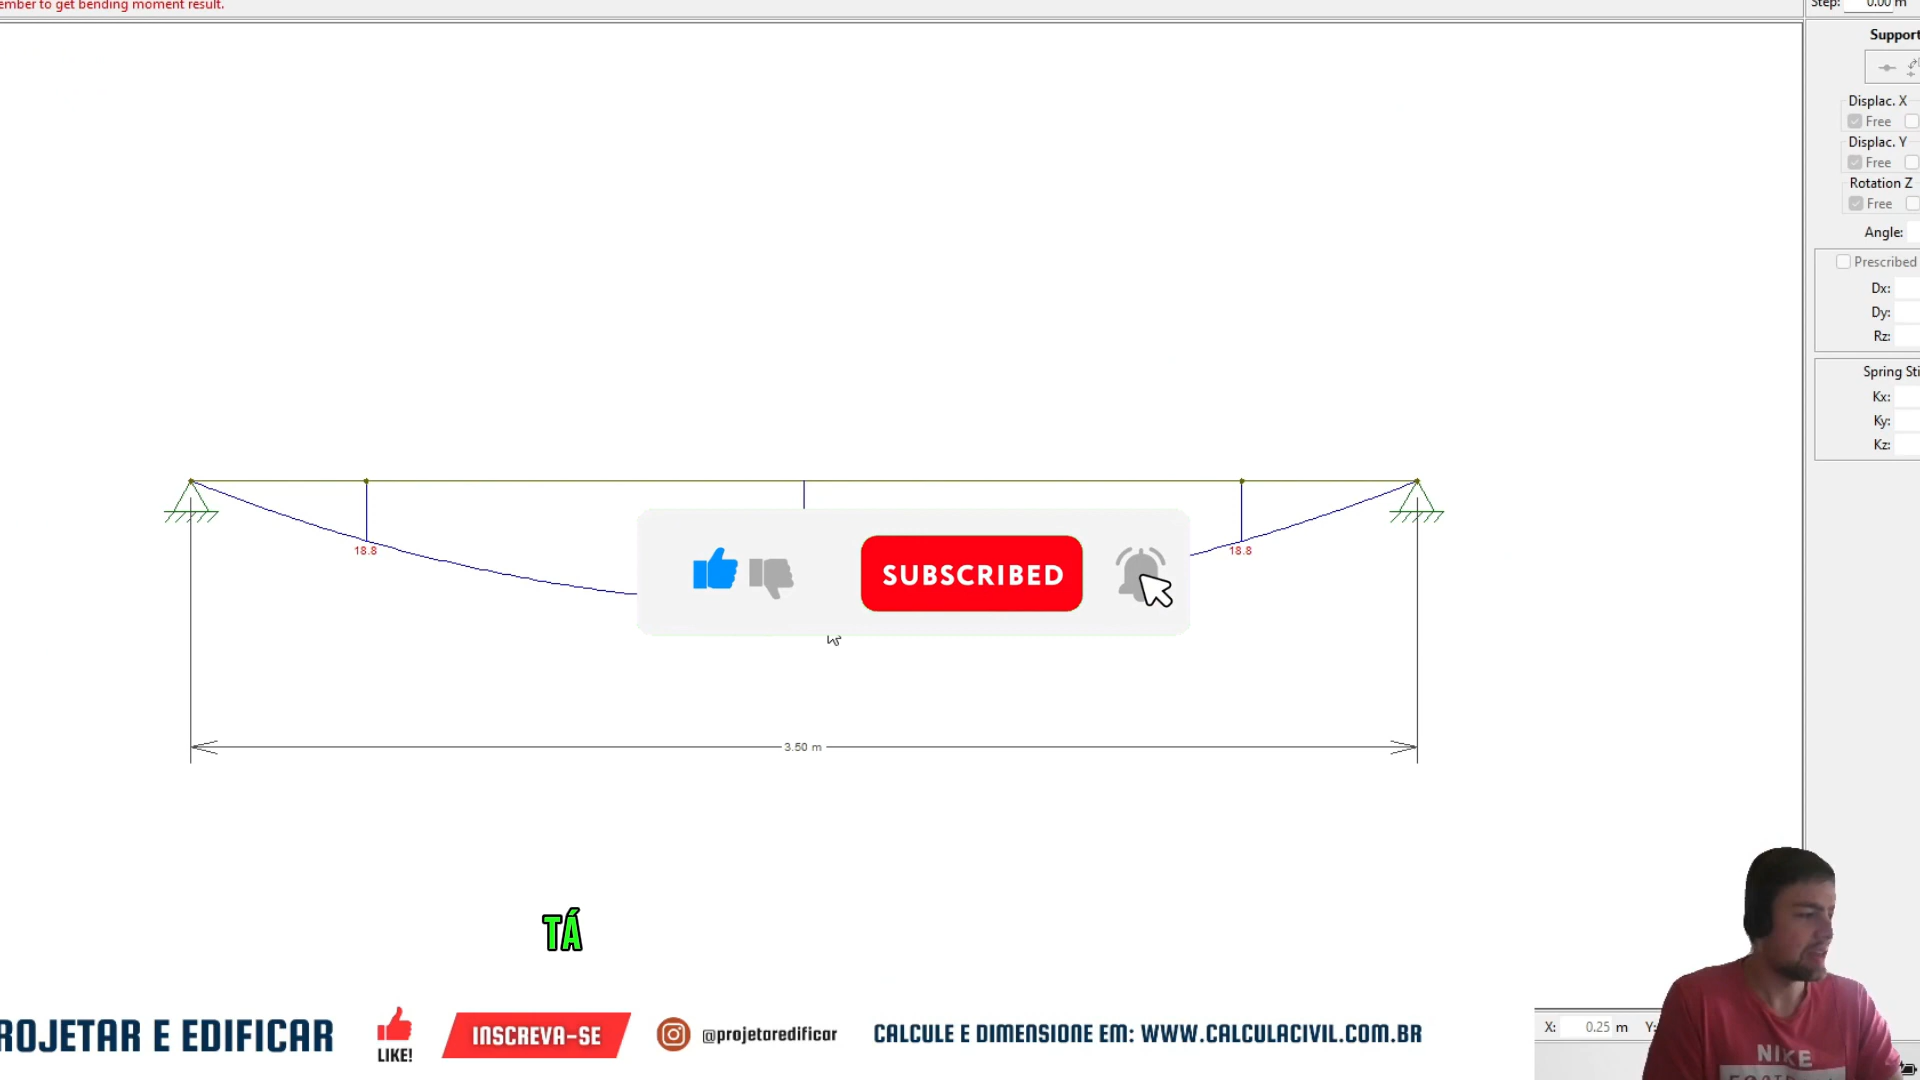 ember to get bending moment result.
Step: 0.00 m
Support
Displac. X
Free
Displac. Y
Free
Rotation Z
Free
Angle:
Prescribed
Dx:
Dy:
Rz:
Spring Sti
Kx:
Ky:
Kz:
18.8
18.8
SUBSCRIBED
3.50 m
TÁ
ROJETAR E EDIFICAR
LIKE!
INSCREVA-SE
@projetaredificar
CALCULE E DIMENSIONE EM: WWW.CALCULACIVIL.COM.BR
X: 0.25 m Y:
NIKE